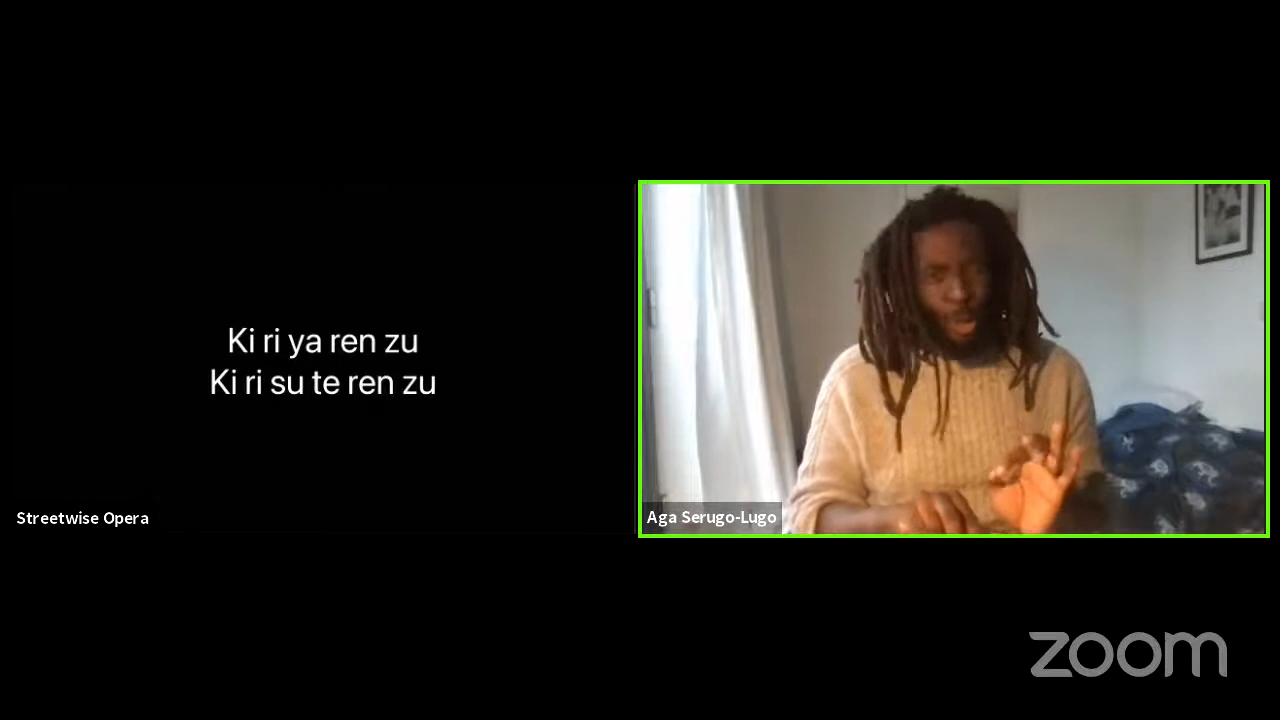 Ki ri ya ren zu
Ki ri su te ren zu
Streetwise Opera
Aga Serugo-Lugo
zoom